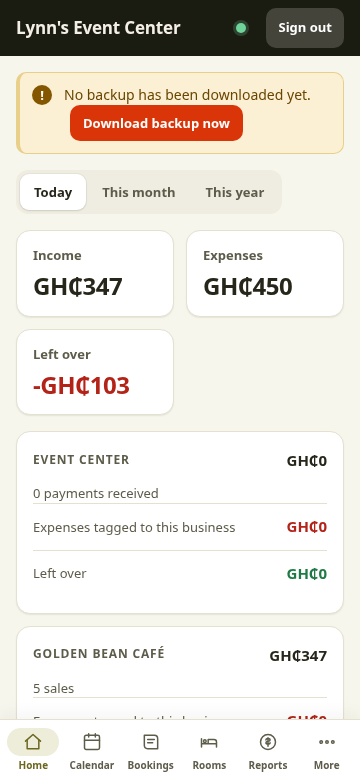 Lynn's Event Center
Sign out
! No backup has been downloaded yet.
Download backup now
Today This month This year
Income
GH₵347
Expenses
GH₵450
Left over
-GH₵103
EVENT CENTER GH₵0
0 payments received
Expenses tagged to this business GH₵0
Left over GH₵0
GOLDEN BEAN CAFÉ GH₵347
5 sales
Home Calendar Bookings Rooms Reports More